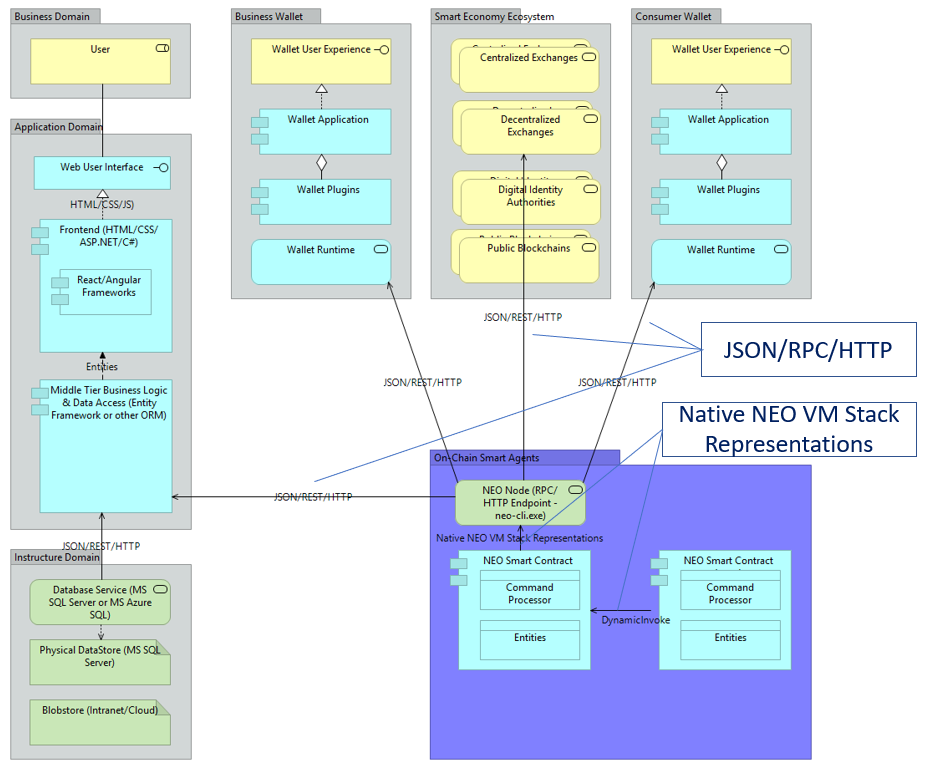 Business Domain
User
Application Domain
Web User Interface
HTML/CSS/JS)
Frontend (HTML/CSS/
ASP.NET/C#)
React/Angular
Frameworks
Entities
Middle Tier Business Logic
& Data Access (Entity
Framework or other ORM)
JSON/REST/HTTP
Instructure Domain
Database Service (MS
SQL Server or MS Azure
SQL)
Physical DataStore (MS SQL
Server)
Blobstore (Intranet/Cloud)
Business Wallet
Wallet User Experience
Wallet Application
Wallet Plugins
Wallet Runtime
Smart Economy Ecosystem
Centralized Exchanges
Centralized Exchanges
Decentralized
Decentralized
Exchanges
Digital Identity
Digital Identity
Authorities
Public Blockchains
Public Blockchains
Consumer Wallet
Wallet User Experience
Wallet Application
Wallet Plugins
Wallet Runtime
JSON/REST/HTTP
JSON/REST/HTTP
JSON/REST/HTTP
JSON/REST/HTTP
JSON/RPC/HTTP
Native NEO VM Stack
Representations
On-Chain Smart Agents
NEO Node (RPC/
HTTP Endpoint -
neo-cli.exe)
Native NEO VM Stack Representations
NEO Smart Contract
Command
Processor
Entities
DynamicInvoke
NEO Smart Contract
Command
Processor
Entities